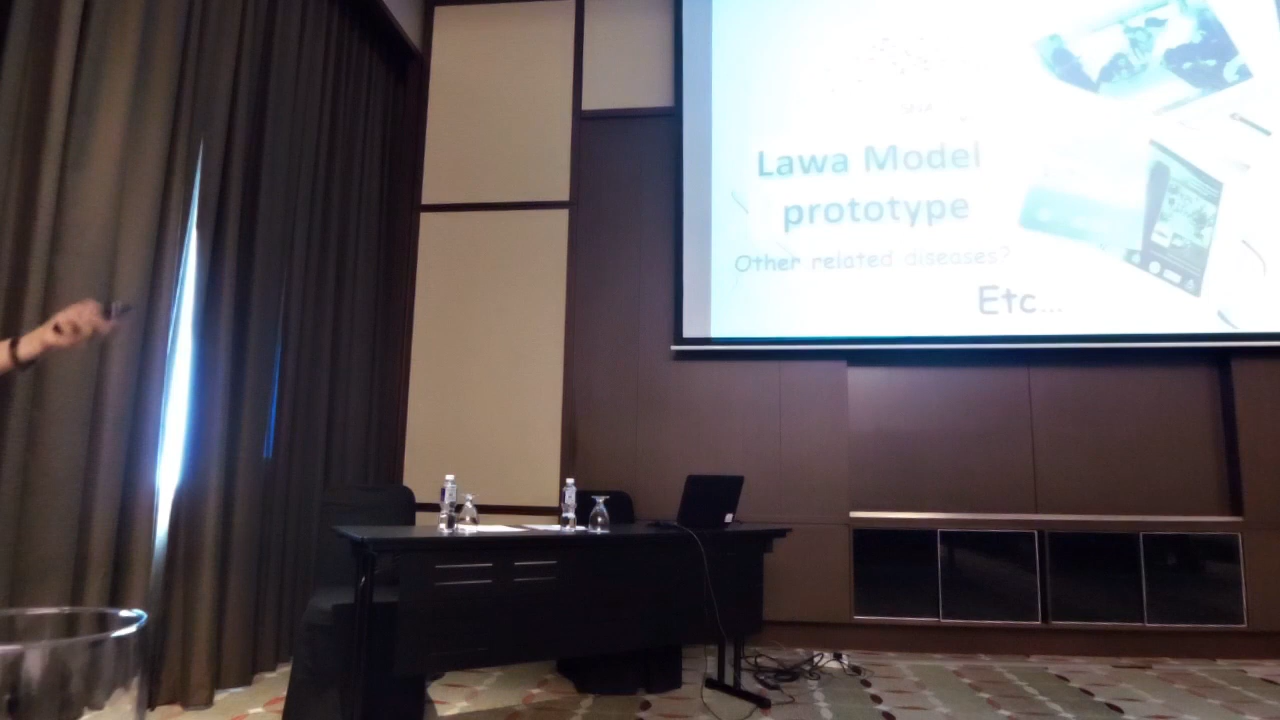 Lawa Model
prototype
Other related diseases?
Etc...